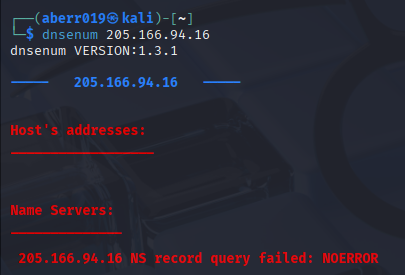 ┌──(aberr019㉿kali)-[~]
└─$ dnsenum 205.166.94.16
dnsenum VERSION:1.3.1
----- 205.166.94.16 -----
Host's addresses:
__________________
Name Servers:
______________
205.166.94.16 NS record query failed: NOERROR